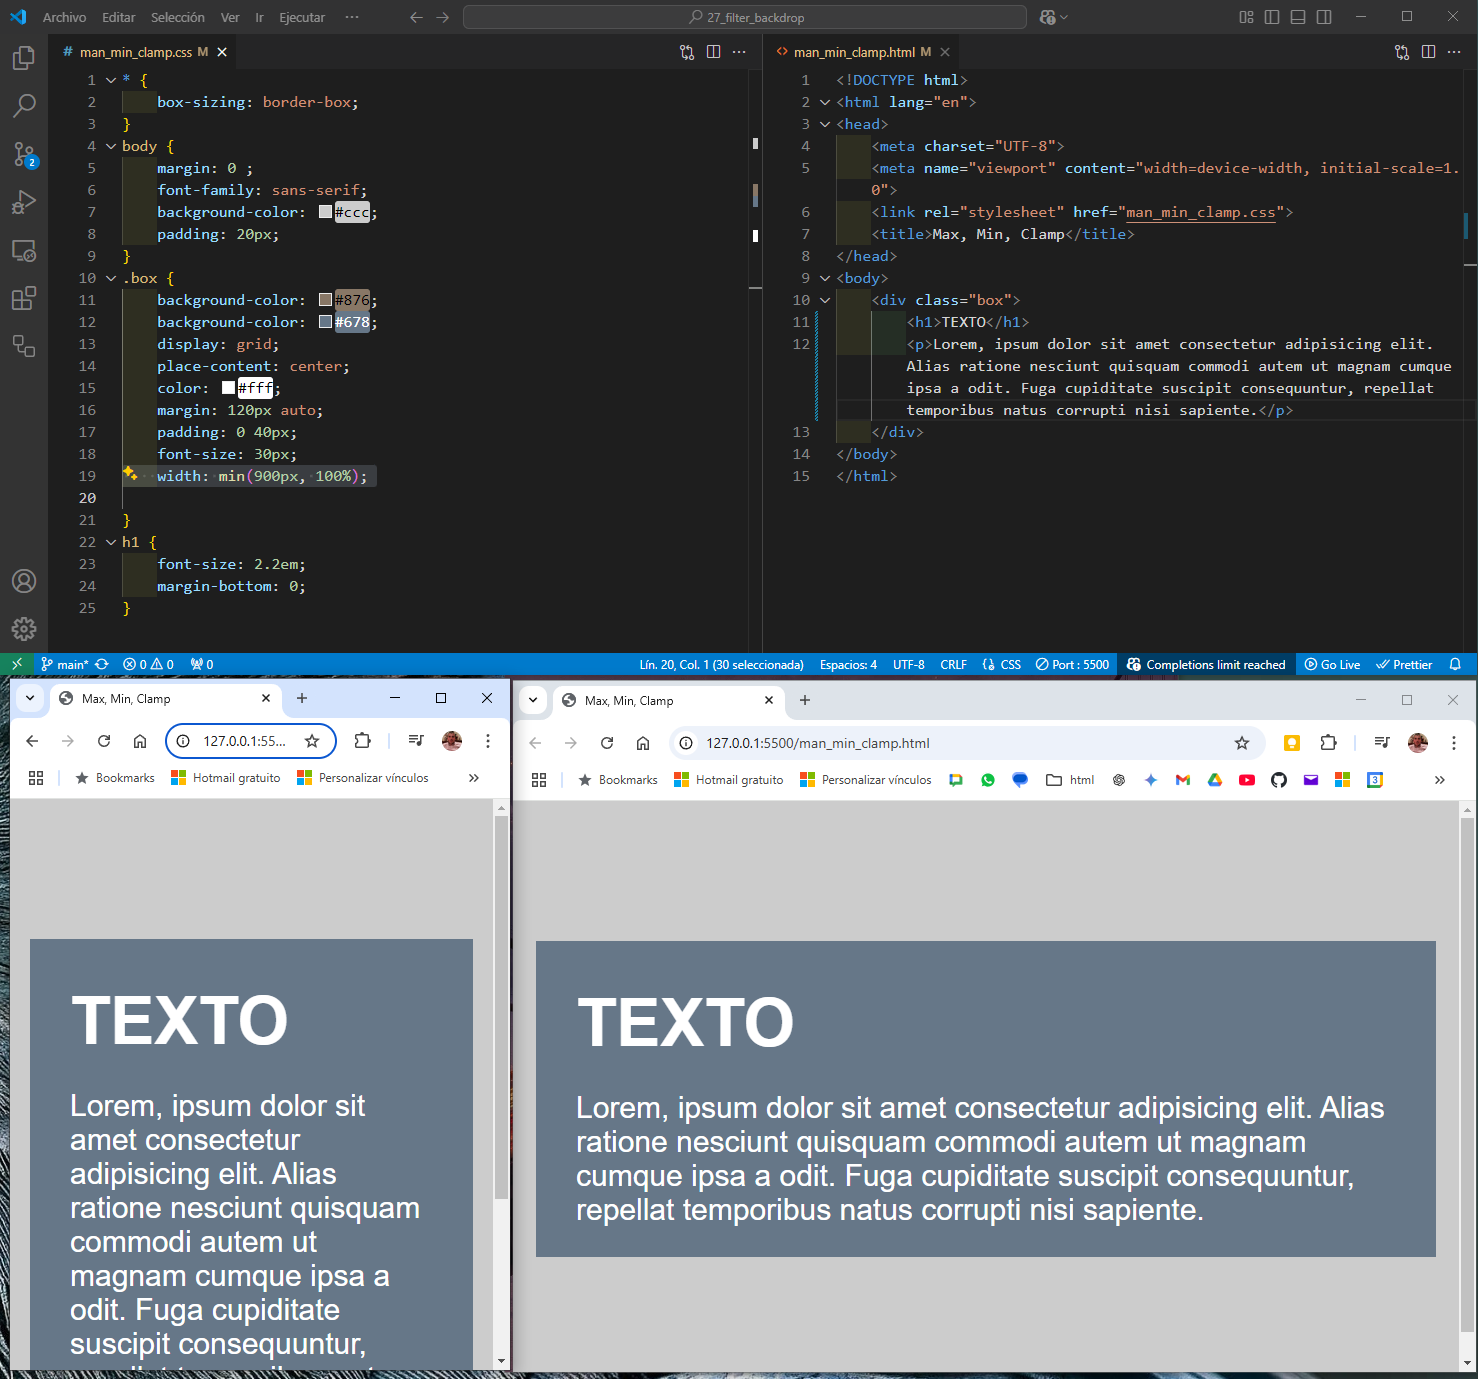 Archivo Editar Selección Ver Ir Ejecutar ··· 27_filter_backdrop
# man_min_clamp.css M
1 * {
2 box-sizing: border-box;
3 }
4 body {
5 margin: 0 ;
6 font-family: sans-serif;
7 background-color: #ccc;
8 padding: 20px;
9 }
10 .box {
11 background-color: #876;
12 background-color: #678;
13 display: grid;
14 place-content: center;
15 color: #fff;
16 margin: 120px auto;
17 padding: 0 40px;
18 font-size: 30px;
19 width: min(900px, 100%);
20
21 }
22 h1 {
23 font-size: 2.2em;
24 margin-bottom: 0;
25 }
<> man_min_clamp.html M
1 <!DOCTYPE html>
2 <html lang="en">
3 <head>
4 <meta charset="UTF-8">
5 <meta name="viewport" content="width=device-width, initial-scale=1.
0">
6 <link rel="stylesheet" href="man_min_clamp.css">
7 <title>Max, Min, Clamp</title>
8 </head>
9 <body>
10 <div class="box">
11 <h1>TEXTO</h1>
12 <p>Lorem, ipsum dolor sit amet consectetur adipisicing elit.
Alias ratione nesciunt quisquam commodi autem ut magnam cumque
ipsa a odit. Fuga cupiditate suscipit consequuntur, repellat
temporibus natus corrupti nisi sapiente.</p>
13 </div>
14 </body>
15 </html>
2
main* 0 0 0 Lín. 20, Col. 1 (30 seleccionada) Espacios: 4 UTF-8 CRLF CSS Port : 5500 Completions limit reached Go Live Prettier
Max, Min, Clamp
127.0.0.1:55...
Bookmarks Hotmail gratuito Personalizar vínculos
TEXTO
Lorem, ipsum dolor sit
amet consectetur
adipisicing elit. Alias
ratione nesciunt quisquam
commodi autem ut
magnam cumque ipsa a
odit. Fuga cupiditate
suscipit consequuntur,
Max, Min, Clamp
127.0.0.1:5500/man_min_clamp.html
Bookmarks Hotmail gratuito Personalizar vínculos html 3
TEXTO
Lorem, ipsum dolor sit amet consectetur adipisicing elit. Alias
ratione nesciunt quisquam commodi autem ut magnam
cumque ipsa a odit. Fuga cupiditate suscipit consequuntur,
repellat temporibus natus corrupti nisi sapiente.